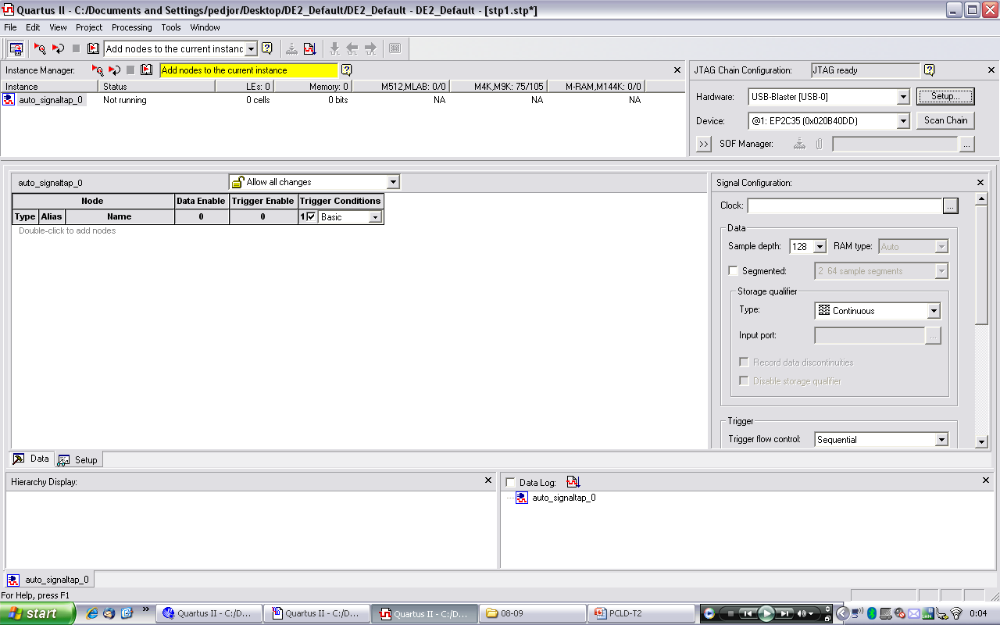 Quartus II - C:/Documents and Settings/pedjor/Desktop/DE2_Default/DE2_Default - DE2_Default - [stp1.stp*]
File Edit View Project Processing Tools Window
Add nodes to the current instanc
Instance Manager: Add nodes to the current instance
Instance Status LEs: 0 Memory: 0 M512,MLAB: 0/0 M4K,M9K: 75/105 M-RAM,M144K: 0/0
auto_signaltap_0 Not running 0 cells 0 bits NA NA NA
JTAG Chain Configuration: JTAG ready
Hardware: USB-Blaster [USB-0] Setup...
Device: @1: EP2C35 (0x020B40DD) Scan Chain
>> SOF Manager: ...
auto_signaltap_0 Allow all changes
Node Data Enable Trigger Enable Trigger Conditions
Type Alias Name 0 0 1 Basic
Double-click to add nodes
Signal Configuration:
Clock: ...
Data
Sample depth: 128 RAM type: Auto
Segmented: 2 64 sample segments
Storage qualifier
Type: Continuous
Input port: ...
Record data discontinuities
Disable storage qualifier
Trigger
Trigger flow control: Sequential
Data Setup
Hierarchy Display:
Data Log:
auto_signaltap_0
auto_signaltap_0
For Help, press F1
start Quartus II - C:/D... Quartus II - C:/D... Quartus II - C:/D... 08-09 PCLD-T2 0:04